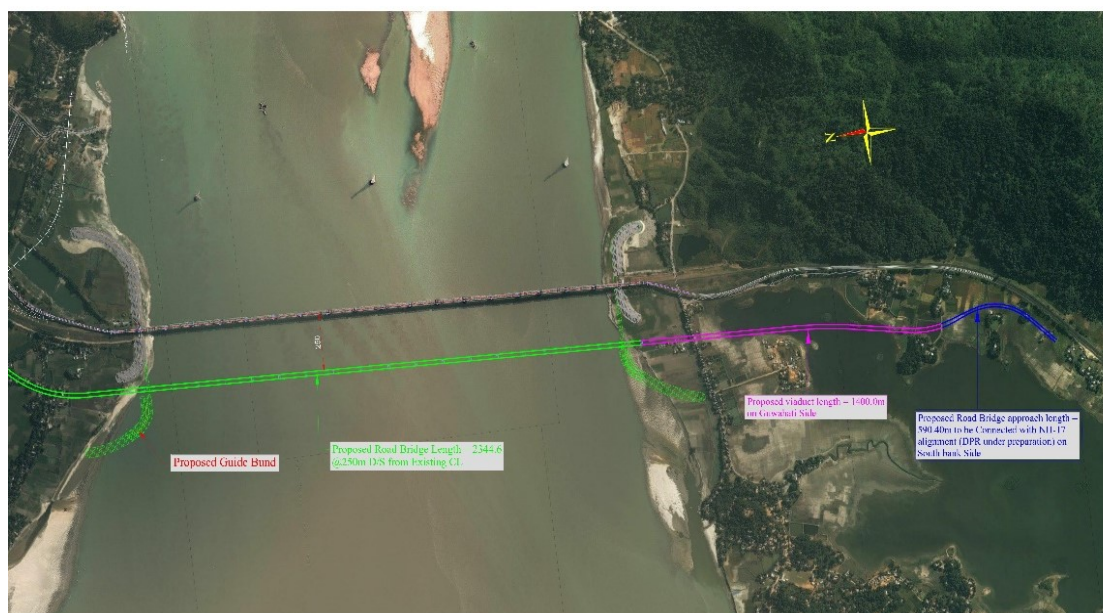 N
250
Proposed viaduct length – 1400.0m
on Guwahati Side
Proposed Road Bridge approach length –
590.40m to be Connected with NH-17
alignment (DPR under preparation) on
South bank Side
Proposed Road Bridge Length 2344.6
@250m D/S from Existing CL
Proposed Guide Bund